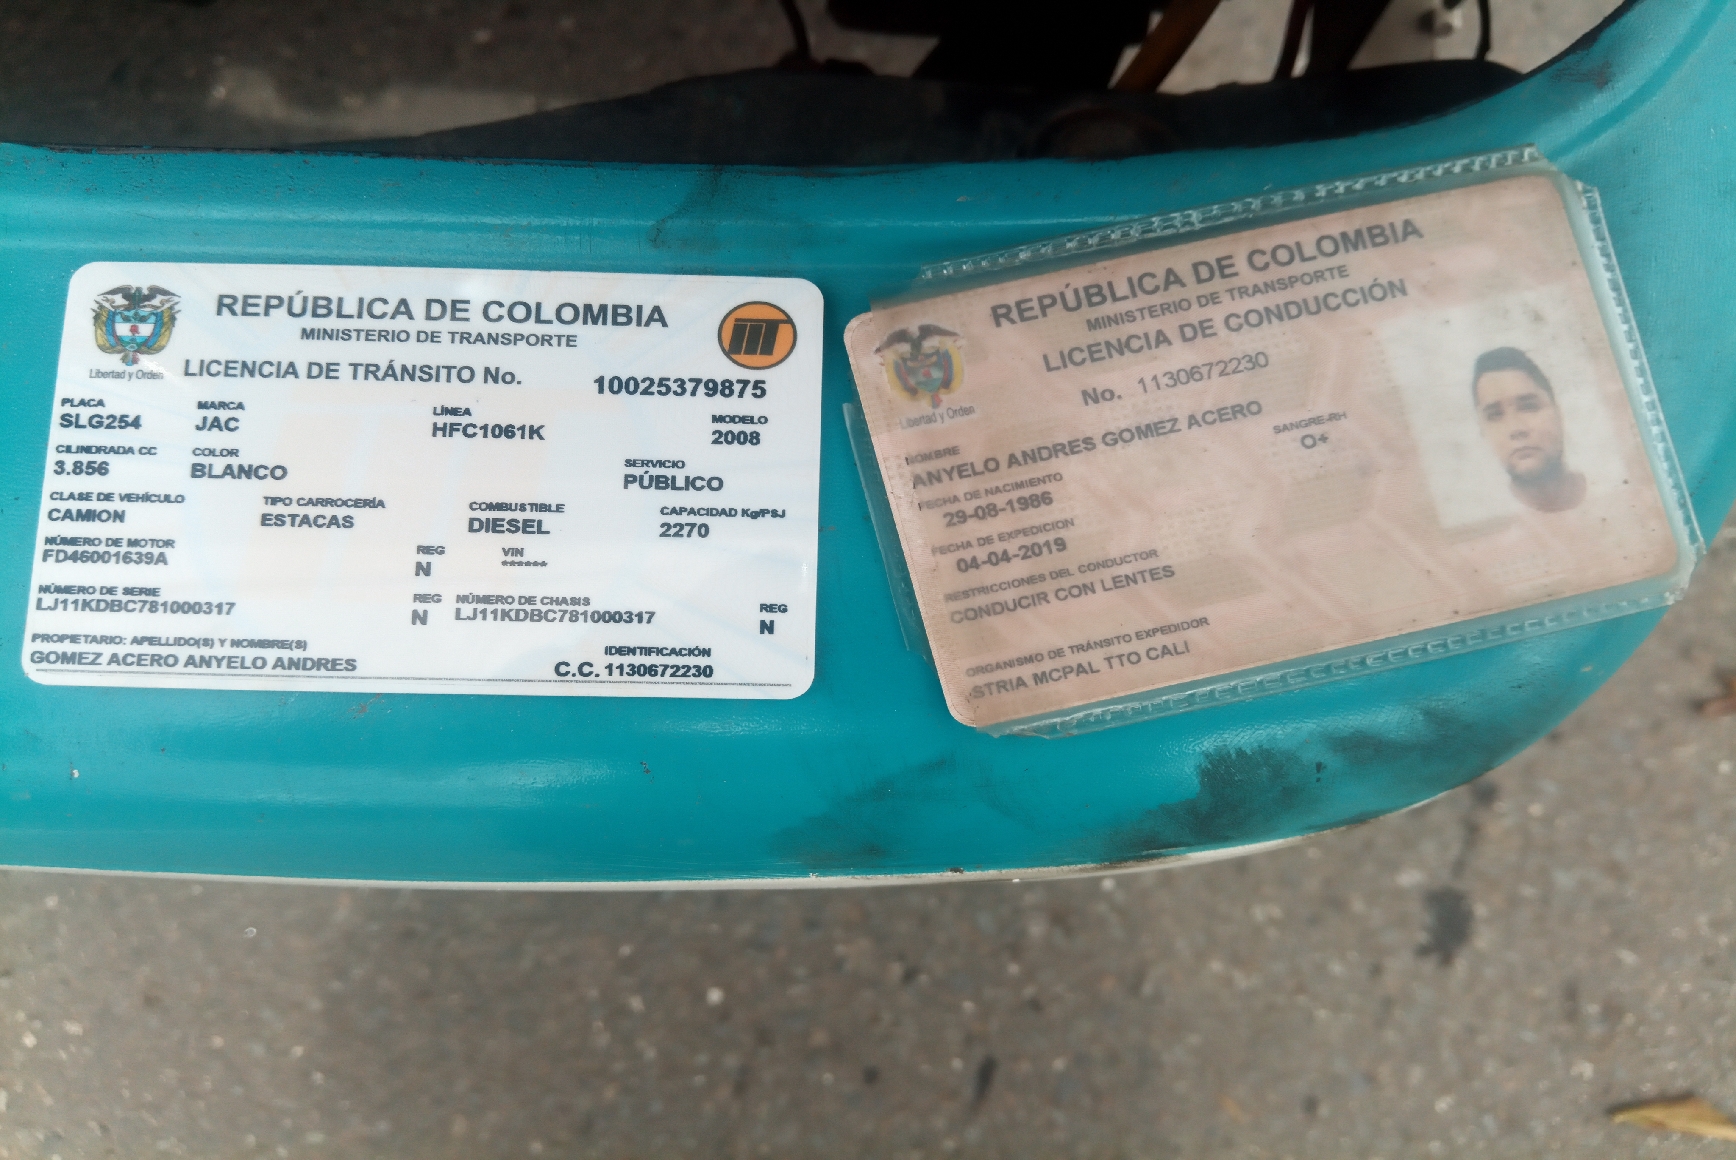 REPÚBLICA DE COLOMBIA
MINISTERIO DE TRANSPORTE
Libertad y Orden
LICENCIA DE TRÁNSITO No. 10025379875
PLACA MARCA LÍNEA MODELO
SLG254 JAC HFC1061K 2008
CILINDRADA CC COLOR SERVICIO
3.856 BLANCO PÚBLICO
CLASE DE VEHÍCULO TIPO CARROCERÍA COMBUSTIBLE CAPACIDAD Kg/PSJ
CAMION ESTACAS DIESEL 2270
NÚMERO DE MOTOR REG VIN
FD46001639A N ******
NÚMERO DE SERIE REG NÚMERO DE CHASIS REG
LJ11KDBC781000317 N LJ11KDBC781000317 N
PROPIETARIO: APELLIDO(S) Y NOMBRE(S) IDENTIFICACIÓN
GOMEZ ACERO ANYELO ANDRES C.C. 1130672230
REPÚBLICA DE COLOMBIA
MINISTERIO DE TRANSPORTE
LICENCIA DE CONDUCCIÓN
No. 1130672230
Libertad y Orden
NOMBRE
ANYELO ANDRES GOMEZ ACERO
SANGRE-RH
O+
FECHA DE NACIMIENTO
29-08-1986
FECHA DE EXPEDICION
04-04-2019
RESTRICCIONES DEL CONDUCTOR
CONDUCIR CON LENTES
ORGANISMO DE TRÁNSITO EXPEDIDOR
STRIA MCPAL TTO CALI